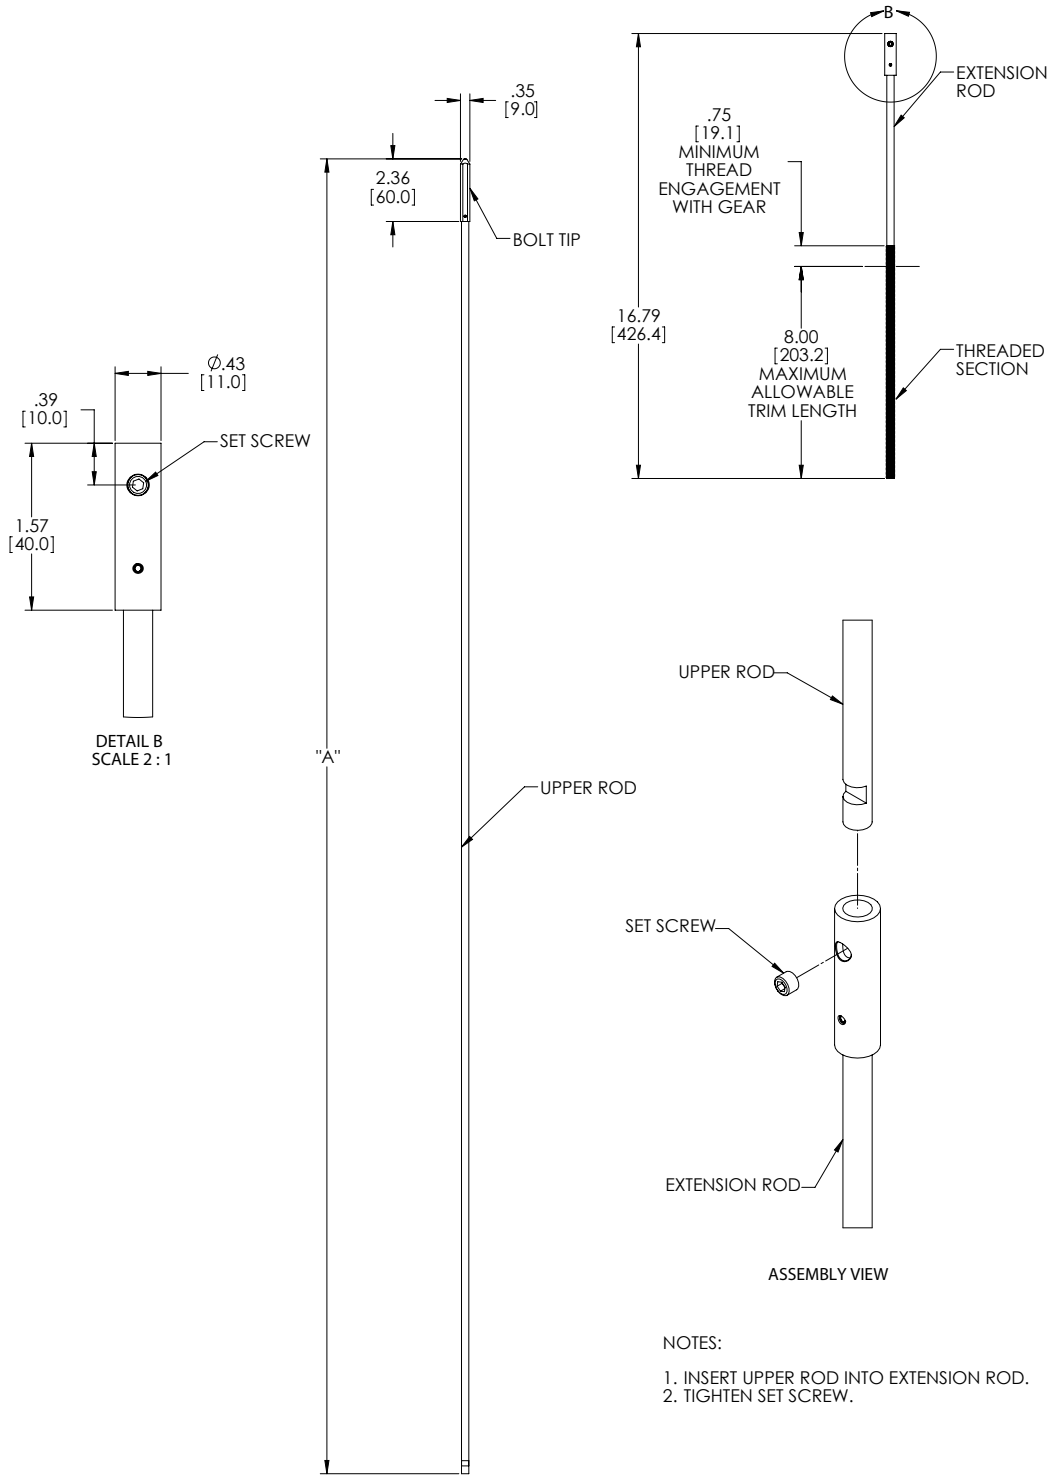 B
EXTENSION
ROD
.75
[19.1]
MINIMUM
THREAD
ENGAGEMENT
WITH GEAR
16.79
[426.4]
8.00
[203.2]
MAXIMUM
ALLOWABLE
TRIM LENGTH
THREADED
SECTION
.35
[9.0]
2.36
[60.0]
BOLT TIP
"A"
UPPER ROD
Ø.43
[11.0]
.39
[10.0]
SET SCREW
1.57
[40.0]
DETAIL B
SCALE 2 : 1
UPPER ROD
SET SCREW
EXTENSION ROD
ASSEMBLY VIEW
NOTES:
1. INSERT UPPER ROD INTO EXTENSION ROD.
2. TIGHTEN SET SCREW.